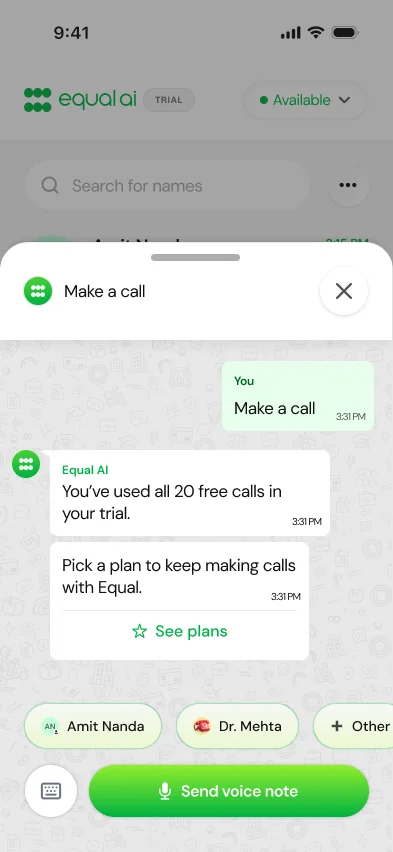 9:41
equal ai TRIAL Available
Search for names
Make a call
You
Make a call
3:31 PM
Equal AI
You’ve used all 20 free calls in
your trial.
3:31 PM
Pick a plan to keep making calls
with Equal.
3:31 PM
See plans
AN Amit Nanda Dr. Mehta + Other
Send voice note